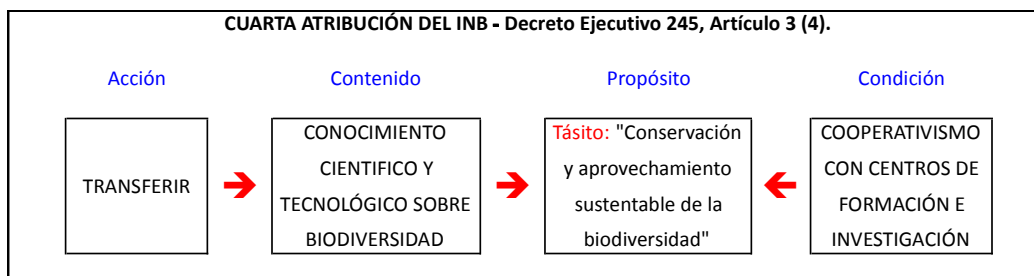 CUARTA ATRIBUCIÓN DEL INB - Decreto Ejecutivo 245, Artículo 3 (4).
Acción
Contenido
Propósito
Condición
TRANSFERIR
CONOCIMIENTO
CIENTIFICO Y
TECNOLÓGICO SOBRE
BIODIVERSIDAD
Tásito: "Conservación
y aprovechamiento
sustentable de la
biodiversidad"
COOPERATIVISMO
CON CENTROS DE
FORMACIÓN E
INVESTIGACIÓN